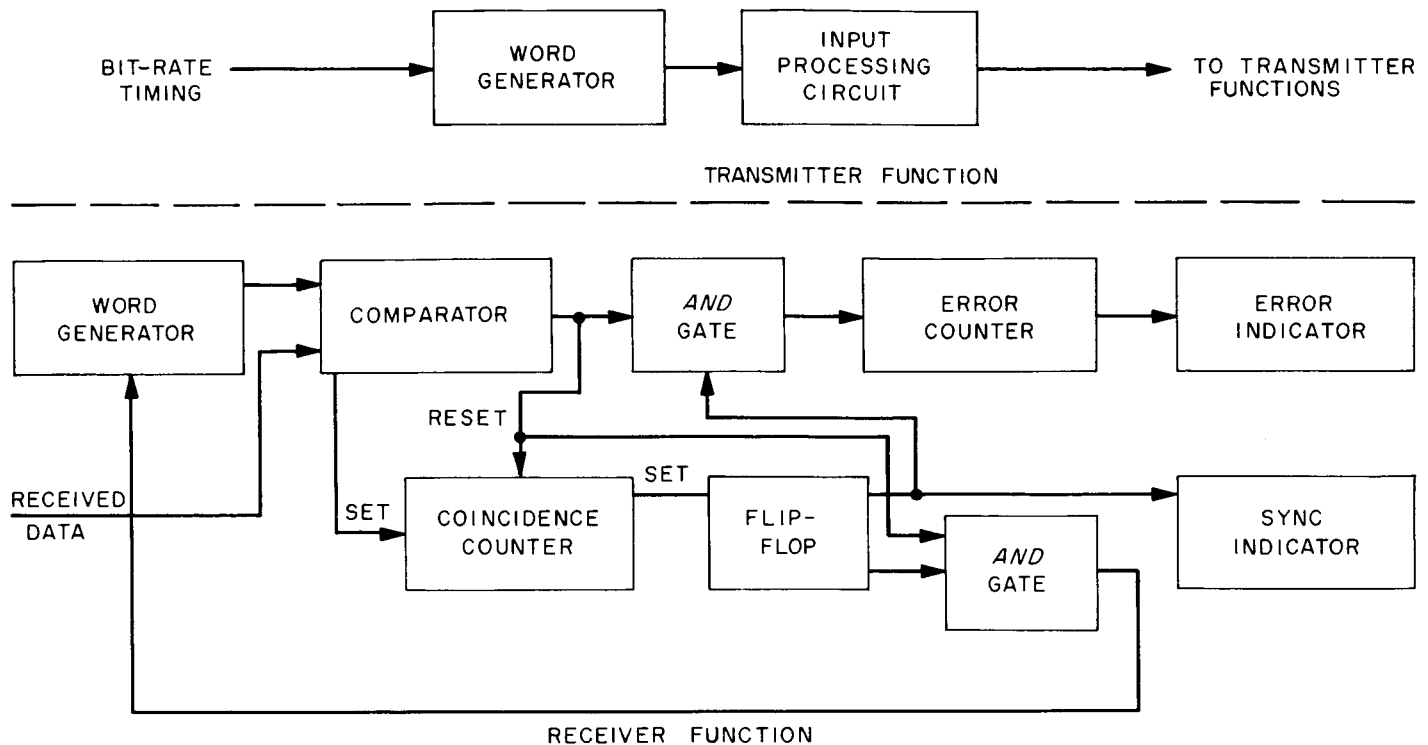 BIT-RATE
TIMING
WORD
GENERATOR
INPUT
PROCESSING
CIRCUIT
TO TRANSMITTER
FUNCTIONS
TRANSMITTER FUNCTION
WORD
GENERATOR
COMPARATOR
AND
GATE
ERROR
COUNTER
ERROR
INDICATOR
RESET
RECEIVED
DATA
SET
COINCIDENCE
COUNTER
SET
FLIP-
FLOP
AND
GATE
SYNC
INDICATOR
RECEIVER FUNCTION